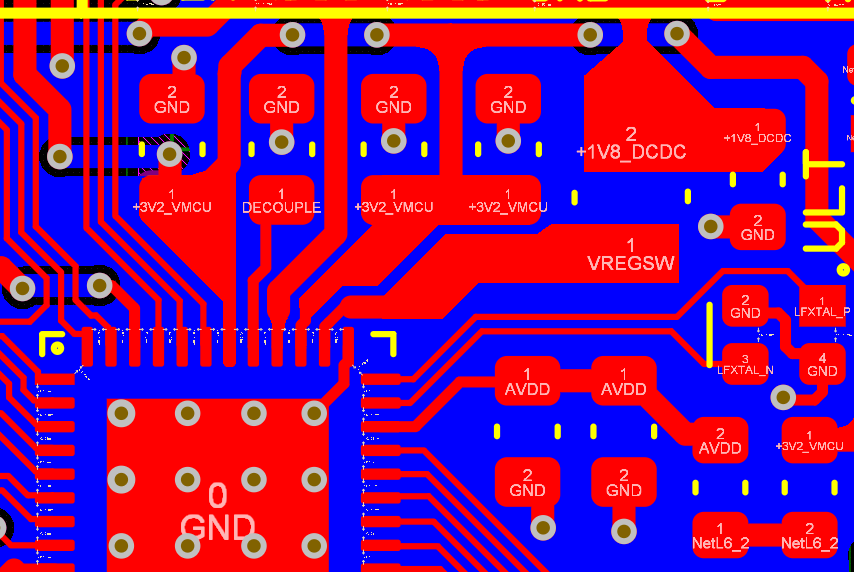 2
GND
2
GND
2
GND
2
GND
2
+1V8_DCDC
1
+1V8_DCDC
1
+3V2_VMCU
1
DECOUPLE
1
+3V2_VMCU
1
+3V2_VMCU
2
GND
1
VREGSW
2
GND
1
LFXTAL_P
3
LFXTAL_N
4
GND
1
AVDD
1
AVDD
2
AVDD
1
+3V2_VMCU
2
GND
2
GND
0
GND
1
NetL6_2
2
NetL6_2